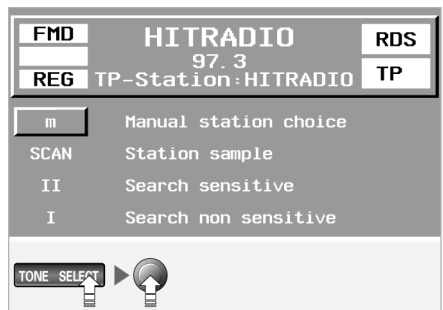 FMD HITRADIO RDS
97.3
REG TP-Station:HITRADIO TP
m Manual station choice
SCAN Station sample
II Search sensitive
I Search non sensitive
TONE SELECT